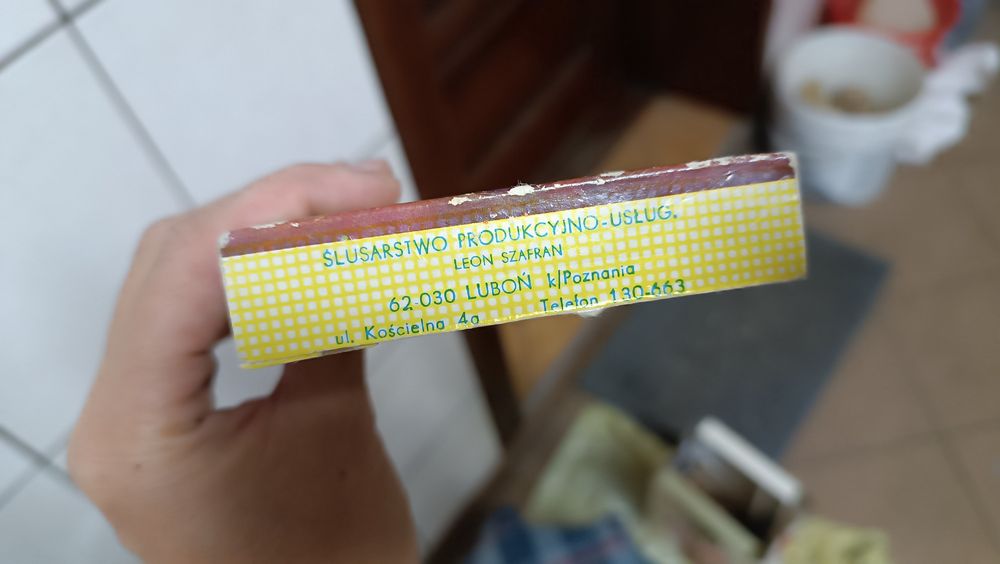 ŚLUSARSTWO PRODUKCYJNO-USŁUG.
LEON SZAFRAN
62-030 LUBOŃ k/Poznania
ul. Kościelna 4a Telefon 130-663